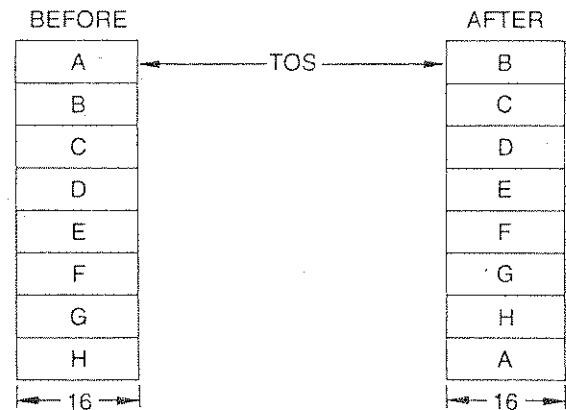 BEFORE AFTER
A TOS B
B C
C D
D E
E F
F G
G H
H A
16 16